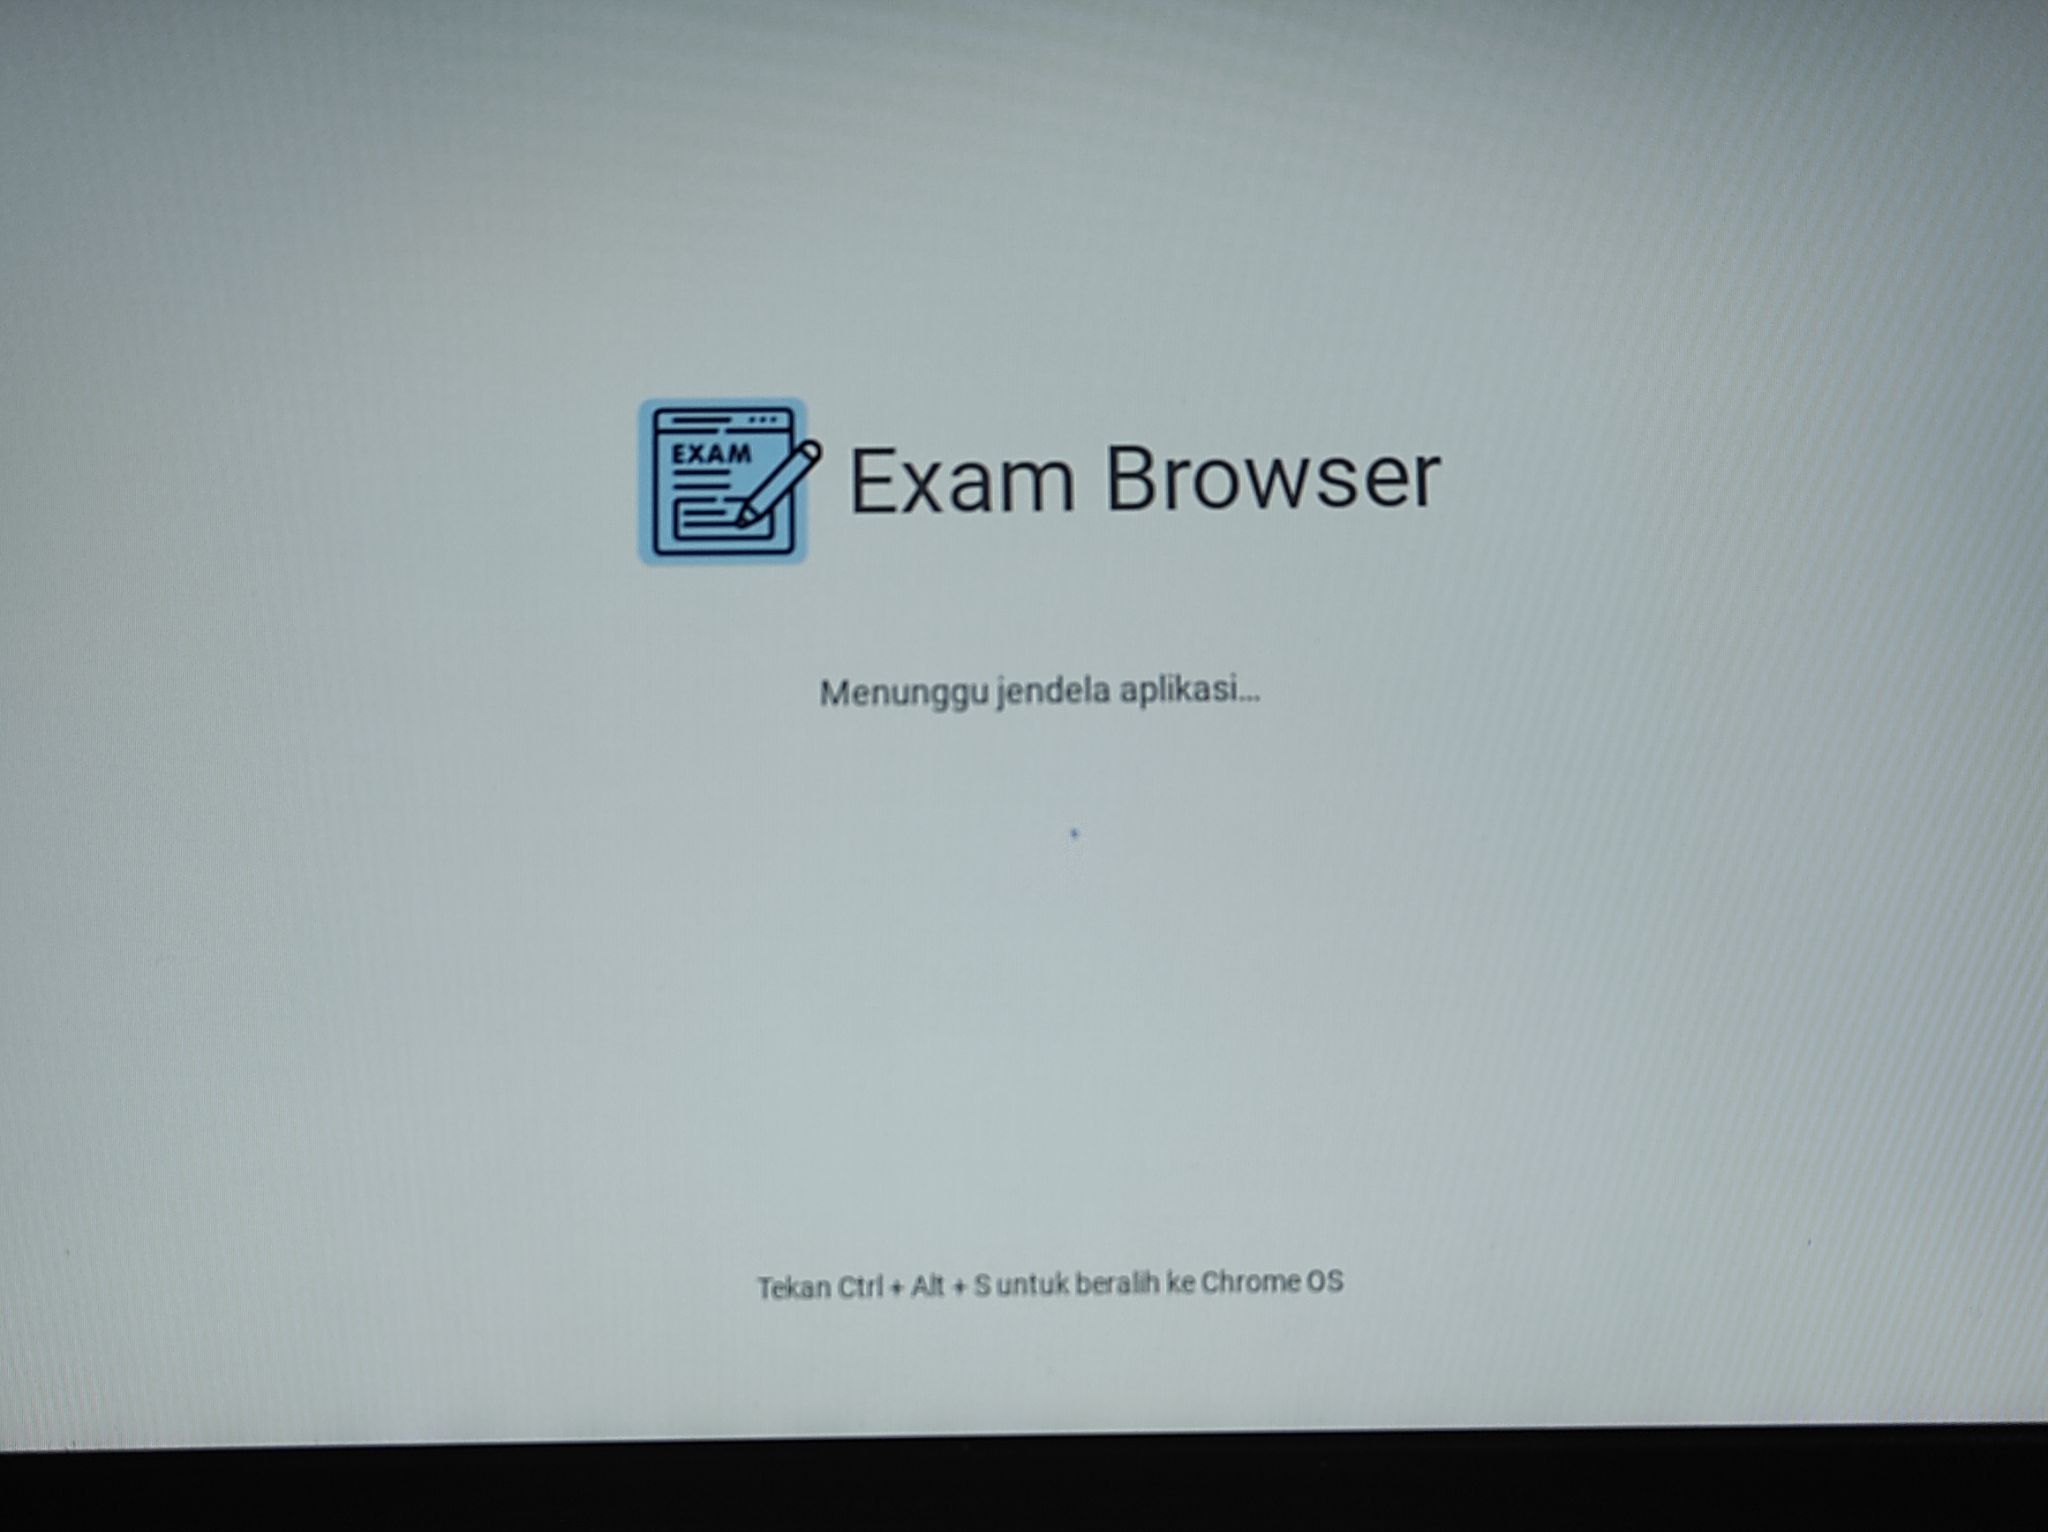 EXAM
Exam Browser
Menunggu jendela aplikasi...
Tekan Ctrl + Alt + S untuk beralih ke Chrome OS